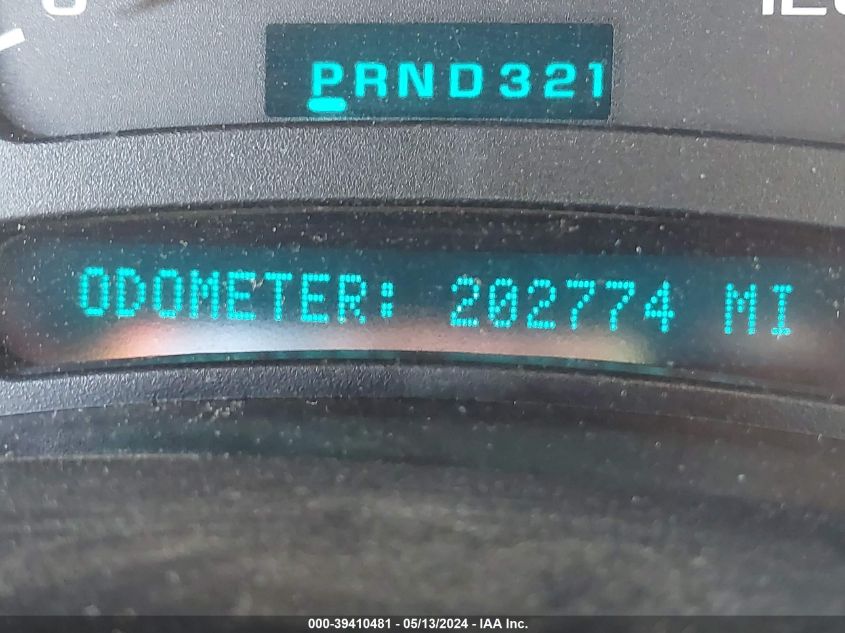 PRND321
ODOMETER: 202774 MI
000-39410481 - 05/13/2024 - IAA Inc.